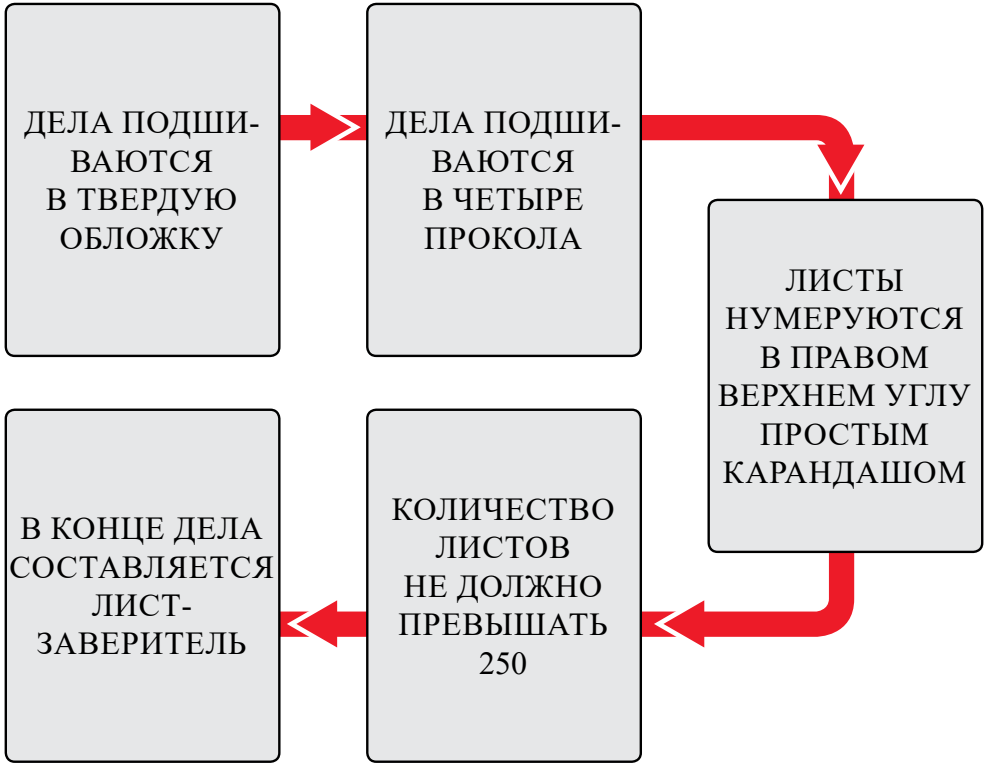 ДЕЛА ПОДШИ-
ВАЮТСЯ
В ТВЕРДУЮ
ОБЛОЖКУ
ДЕЛА ПОДШИ-
ВАЮТСЯ
В ЧЕТЫРЕ
ПРОКОЛА
ЛИСТЫ
НУМЕРУЮТСЯ
В ПРАВОМ
ВЕРХНЕМ УГЛУ
ПРОСТЫМ
КАРАНДАШОМ
КОЛИЧЕСТВО
ЛИСТОВ
НЕ ДОЛЖНО
ПРЕВЫШАТЬ
250
В КОНЦЕ ДЕЛА
СОСТАВЛЯЕТСЯ
ЛИСТ-
ЗАВЕРИТЕЛЬ